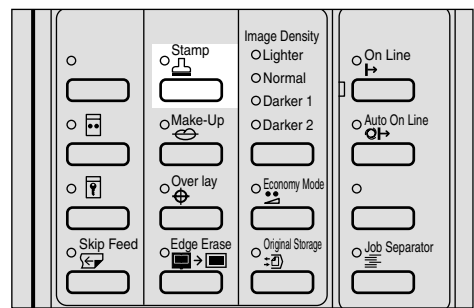 Stamp
Image Density
Lighter
Normal
Darker 1
Darker 2
On Line
Make-Up
Auto On Line
Over lay
Economy Mode
Skip Feed
Edge Erase
Original Storage
Job Separator